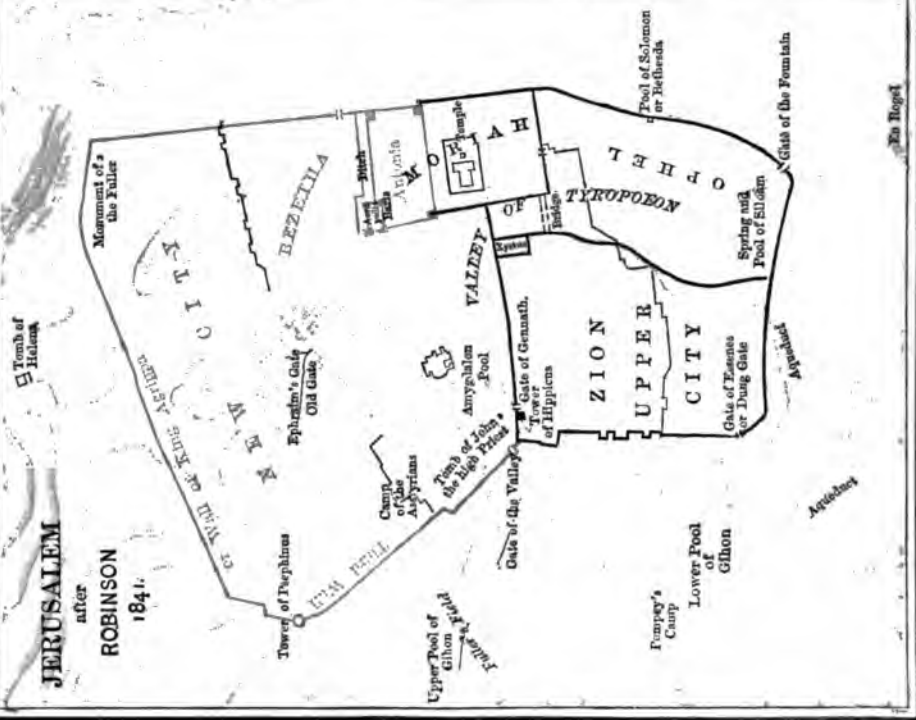 JERUSALEM
after
ROBINSON
1841.
Tomb of
Helena
Monument of a
the Fuller
or Wall of King Agrippa
NEW CITY
BEZETHA
Ephraim's Gate
Old Gate
Tower of Psephinus
Third Wall
Camp
of the
Assyrians
Tomb of John
the high Priest
Amygdalon
Pool
Ditch
Antonia
Temple
MORIAH
VALLEY
OF
TYROPOEON
Bridge
Xystus
OPHEL
Pool of Solomon
or Bethesda
Gate of the Fountain
En Rogel
Spring and
Pool of Siloam
Gate of Gennath,
Tower
of Hippicus
Gate of the Valley
ZION
UPPER
CITY
Gate of Essenes
or Dung Gate
Aqueduct
Aqueduct
Upper Pool of
Gihon
Fuller's Field
Pompey's
Camp
Lower Pool
of
Gihon